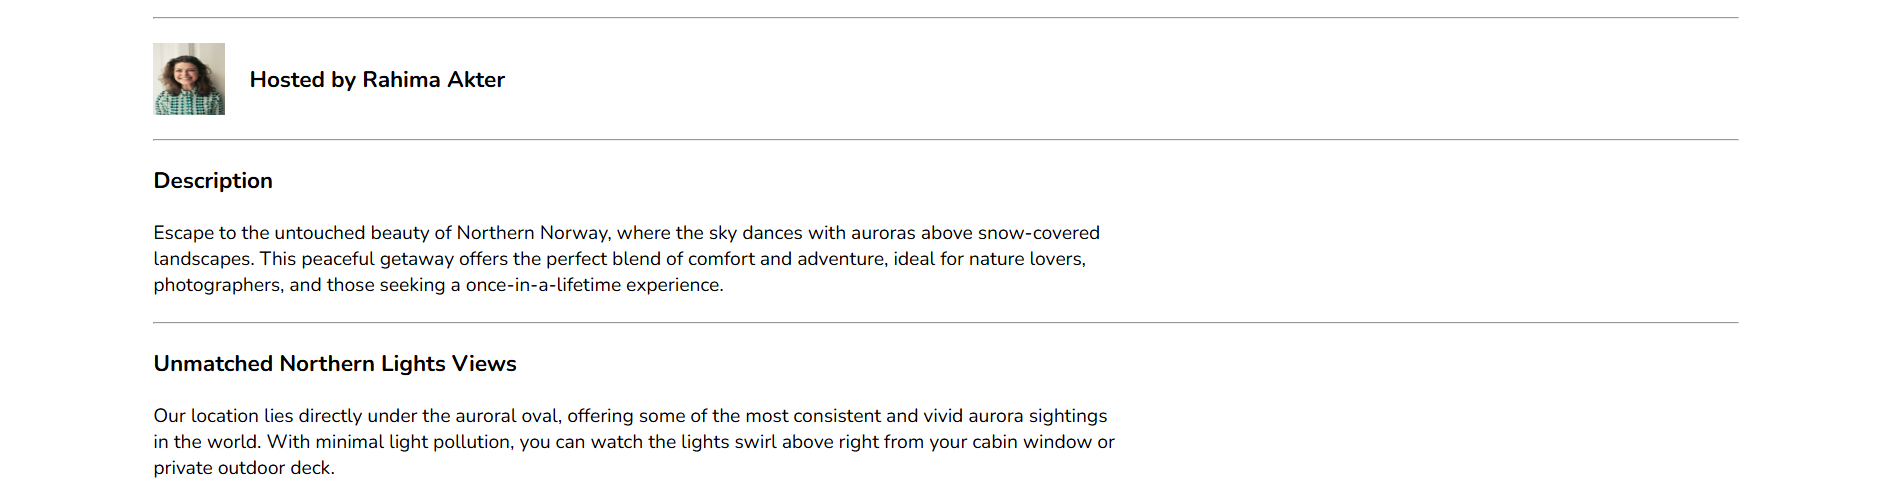 Hosted by Rahima Akter
Description
Escape to the untouched beauty of Northern Norway, where the sky dances with auroras above snow-covered
landscapes. This peaceful getaway offers the perfect blend of comfort and adventure, ideal for nature lovers,
photographers, and those seeking a once-in-a-lifetime experience.
Unmatched Northern Lights Views
Our location lies directly under the auroral oval, offering some of the most consistent and vivid aurora sightings
in the world. With minimal light pollution, you can watch the lights swirl above right from your cabin window or
private outdoor deck.